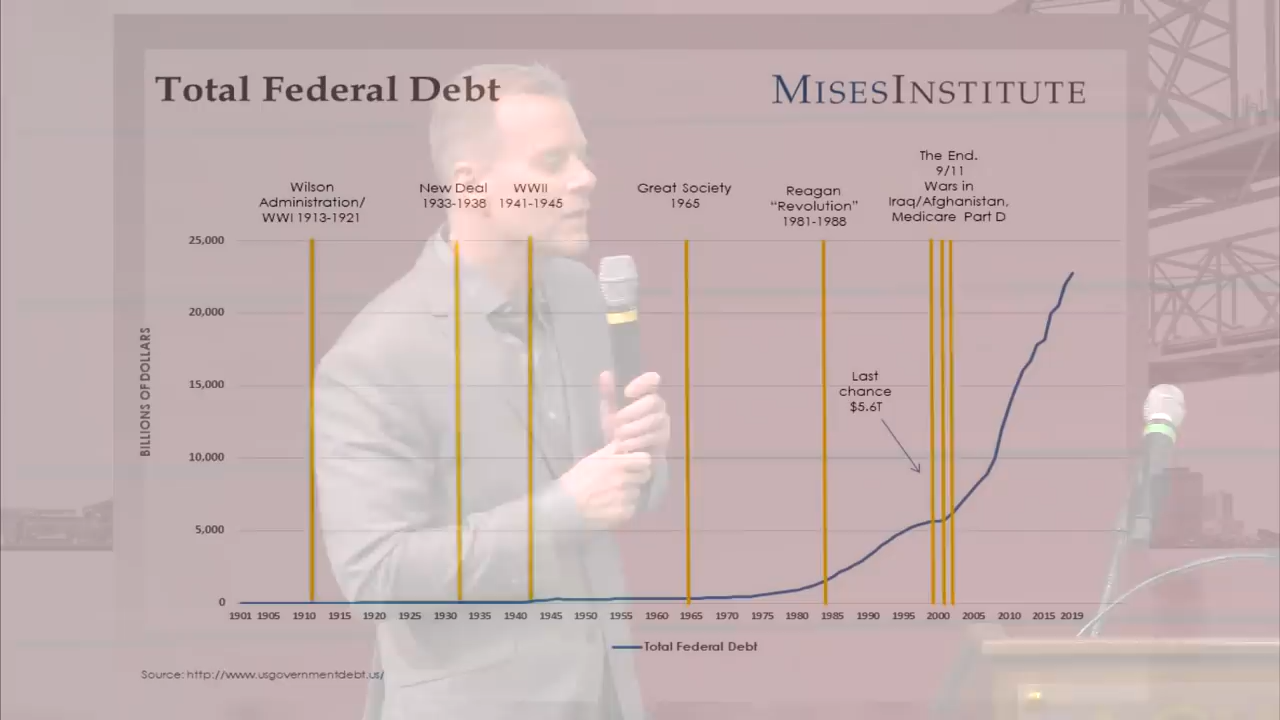 Total Federal Debt
MISESINSTITUTE
Wilson
Administration/
WWI 1913-1921
New Deal
1933-1938
WWII
1941-1945
Great Society
1965
Reagan
“Revolution”
1981-1988
The End.
9/11
Wars in
Iraq/Afghanistan,
Medicare Part D
25,000
20,000
15,000
10,000
5,000
0
BILLIONS OF DOLLARS
Last
chance
$5.6T
1901 1905 1910 1915 1920 1925 1930 1935 1940 1945 1950 1955 1960 1965 1970 1975 1980 1985 1990 1995 2000 2005 2010 2015 2019
Total Federal Debt
Source: http://www.usgovernmentdebt.us/